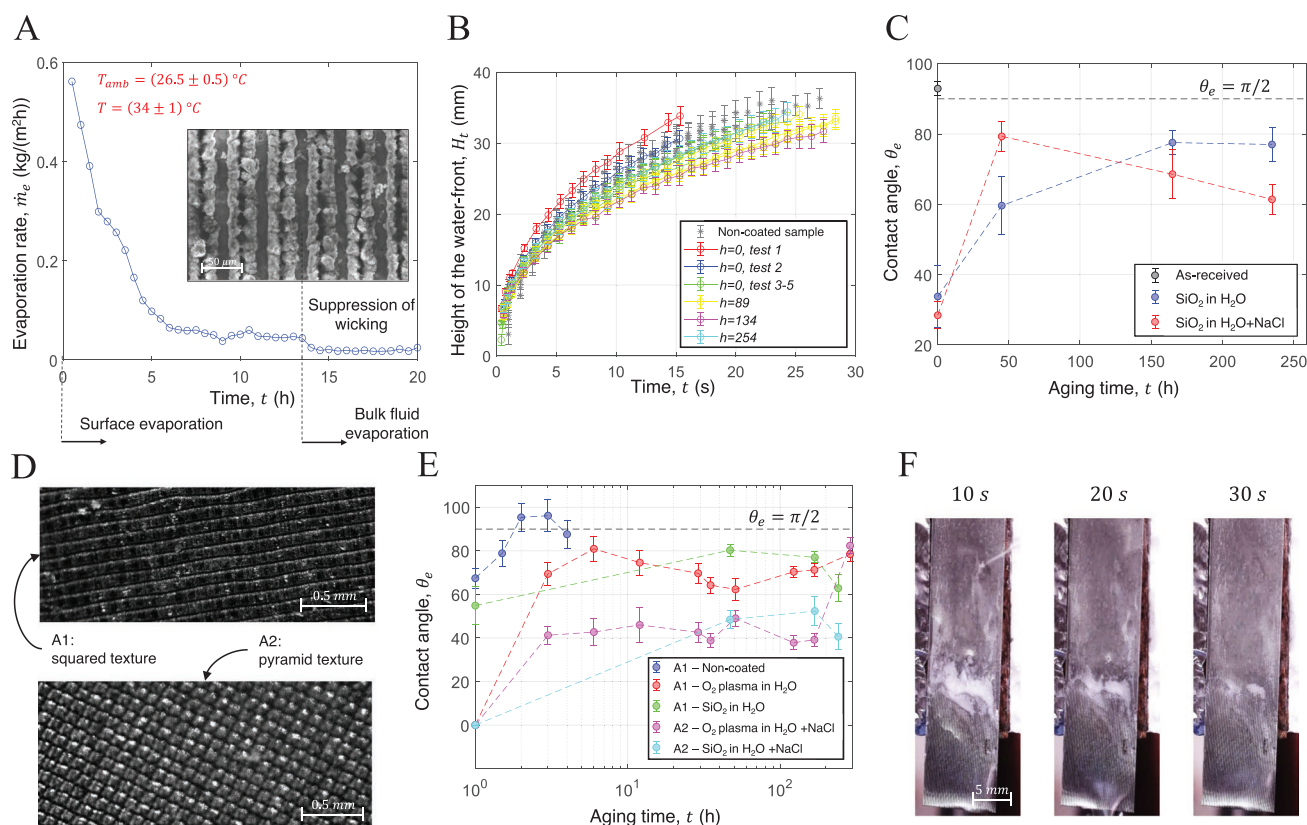 A
Evaporation rate, ṁₑ (kg/(m²h))
0.6
0.4
0.2
0
T_amb = (26.5 ± 0.5) °C
T = (34 ± 1) °C
50 μm
Suppression of
wicking
0 5 10 15 20
Time, t (h)
Surface evaporation
Bulk fluid
evaporation
B
Height of the water-front, Hₜ (mm)
40
30
20
10
0
Non-coated sample
h=0, test 1
h=0, test 2
h=0, test 3-5
h=89
h=134
h=254
0 5 10 15 20 25 30
Time, t (s)
C
Contact angle, θₑ
100
80
60
40
20
θₑ = π/2
As-received
SiO₂ in H₂O
SiO₂ in H₂O+NaCl
0 50 100 150 200 250
Aging time, t (h)
D
0.5 mm
A1:
squared texture
A2:
pyramid texture
0.5 mm
E
Contact angle, θₑ
100
80
60
40
20
0
θₑ = π/2
A1 – Non-coated
A1 – O₂ plasma in H₂O
A1 – SiO₂ in H₂O
A2 – O₂ plasma in H₂O +NaCl
A2 – SiO₂ in H₂O +NaCl
10⁰ 10¹ 10²
Aging time, t (h)
F
10 s 20 s 30 s
5 mm